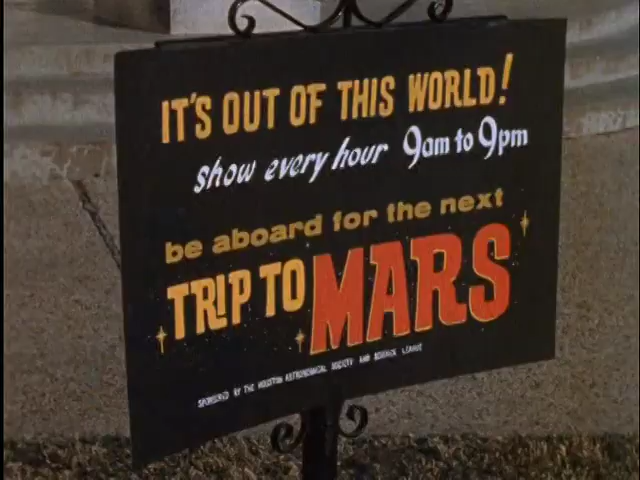 IT'S OUT OF THIS WORLD!
show every hour 9am to 9pm
be aboard for the next
TRIP TO MARS
SPONSORED BY THE HOUSTON ASTRONOMICAL SOCIETY AND SCIENCE LEAGUE